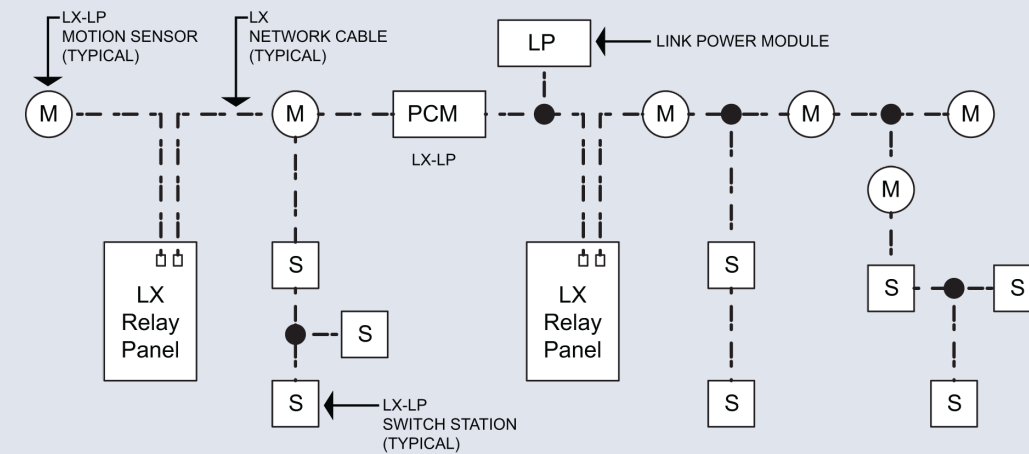 LX-LP
MOTION SENSOR
(TYPICAL)
LX
NETWORK CABLE
(TYPICAL)
LP
LINK POWER MODULE
M
M
PCM
LX-LP
M
M
M
M
LX
Relay
Panel
S
S
S
LX-LP
SWITCH STATION
(TYPICAL)
LX
Relay
Panel
S
S
S
S
S